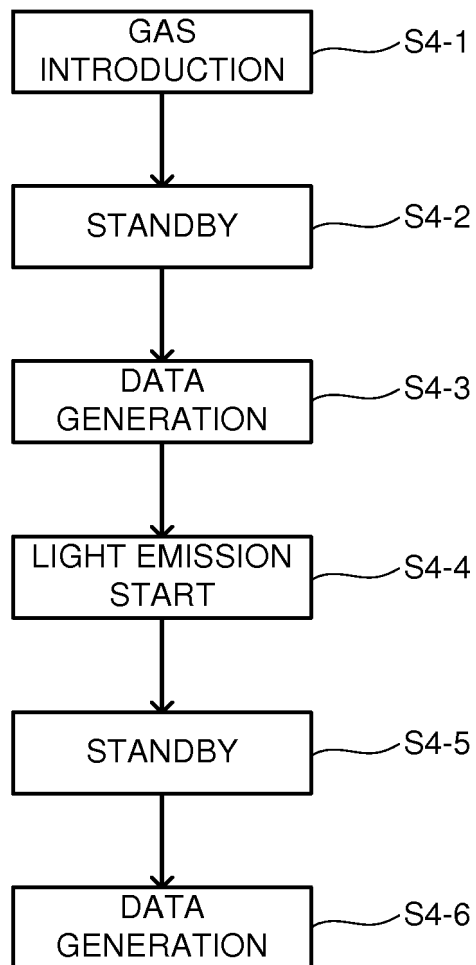 GAS
INTRODUCTION
S4-1
STANDBY
S4-2
DATA
GENERATION
S4-3
LIGHT EMISSION
START
S4-4
STANDBY
S4-5
DATA
GENERATION
S4-6